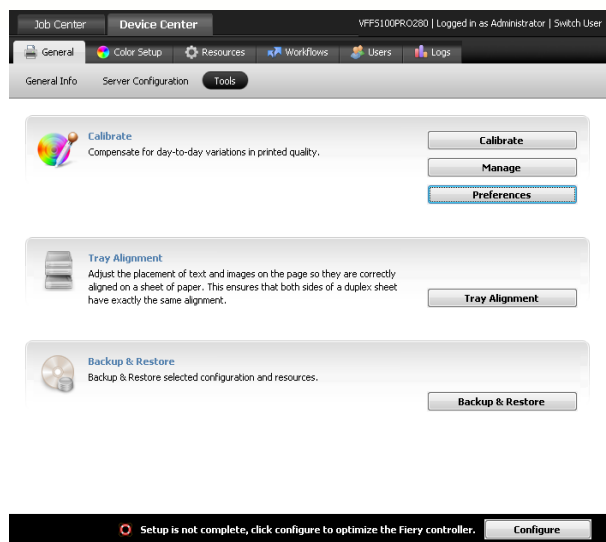 Job Center Device Center VFFS100PRO280 | Logged in as Administrator | Switch User
General Color Setup Resources Workflows Users Logs
General Info Server Configuration Tools
Calibrate
Compensate for day-to-day variations in printed quality.
Calibrate
Manage
Preferences
Tray Alignment
Adjust the placement of text and images on the page so they are correctly
aligned on a sheet of paper. This ensures that both sides of a duplex sheet
have exactly the same alignment.
Tray Alignment
Backup & Restore
Backup & Restore selected configuration and resources.
Backup & Restore
Setup is not complete, click configure to optimize the Fiery controller. Configure